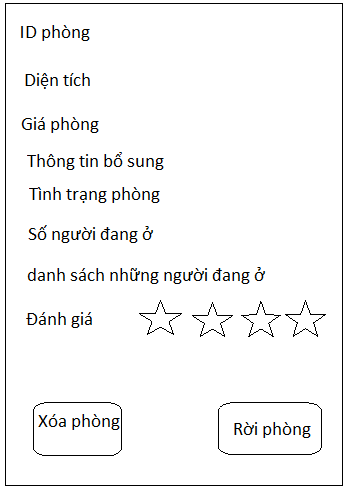 ID phòng
Diện tích
Giá phòng
Thông tin bổ sung
Tình trạng phòng
Số người đang ở
danh sách những người đang ở
Đánh giá
Xóa phòng
Rời phòng